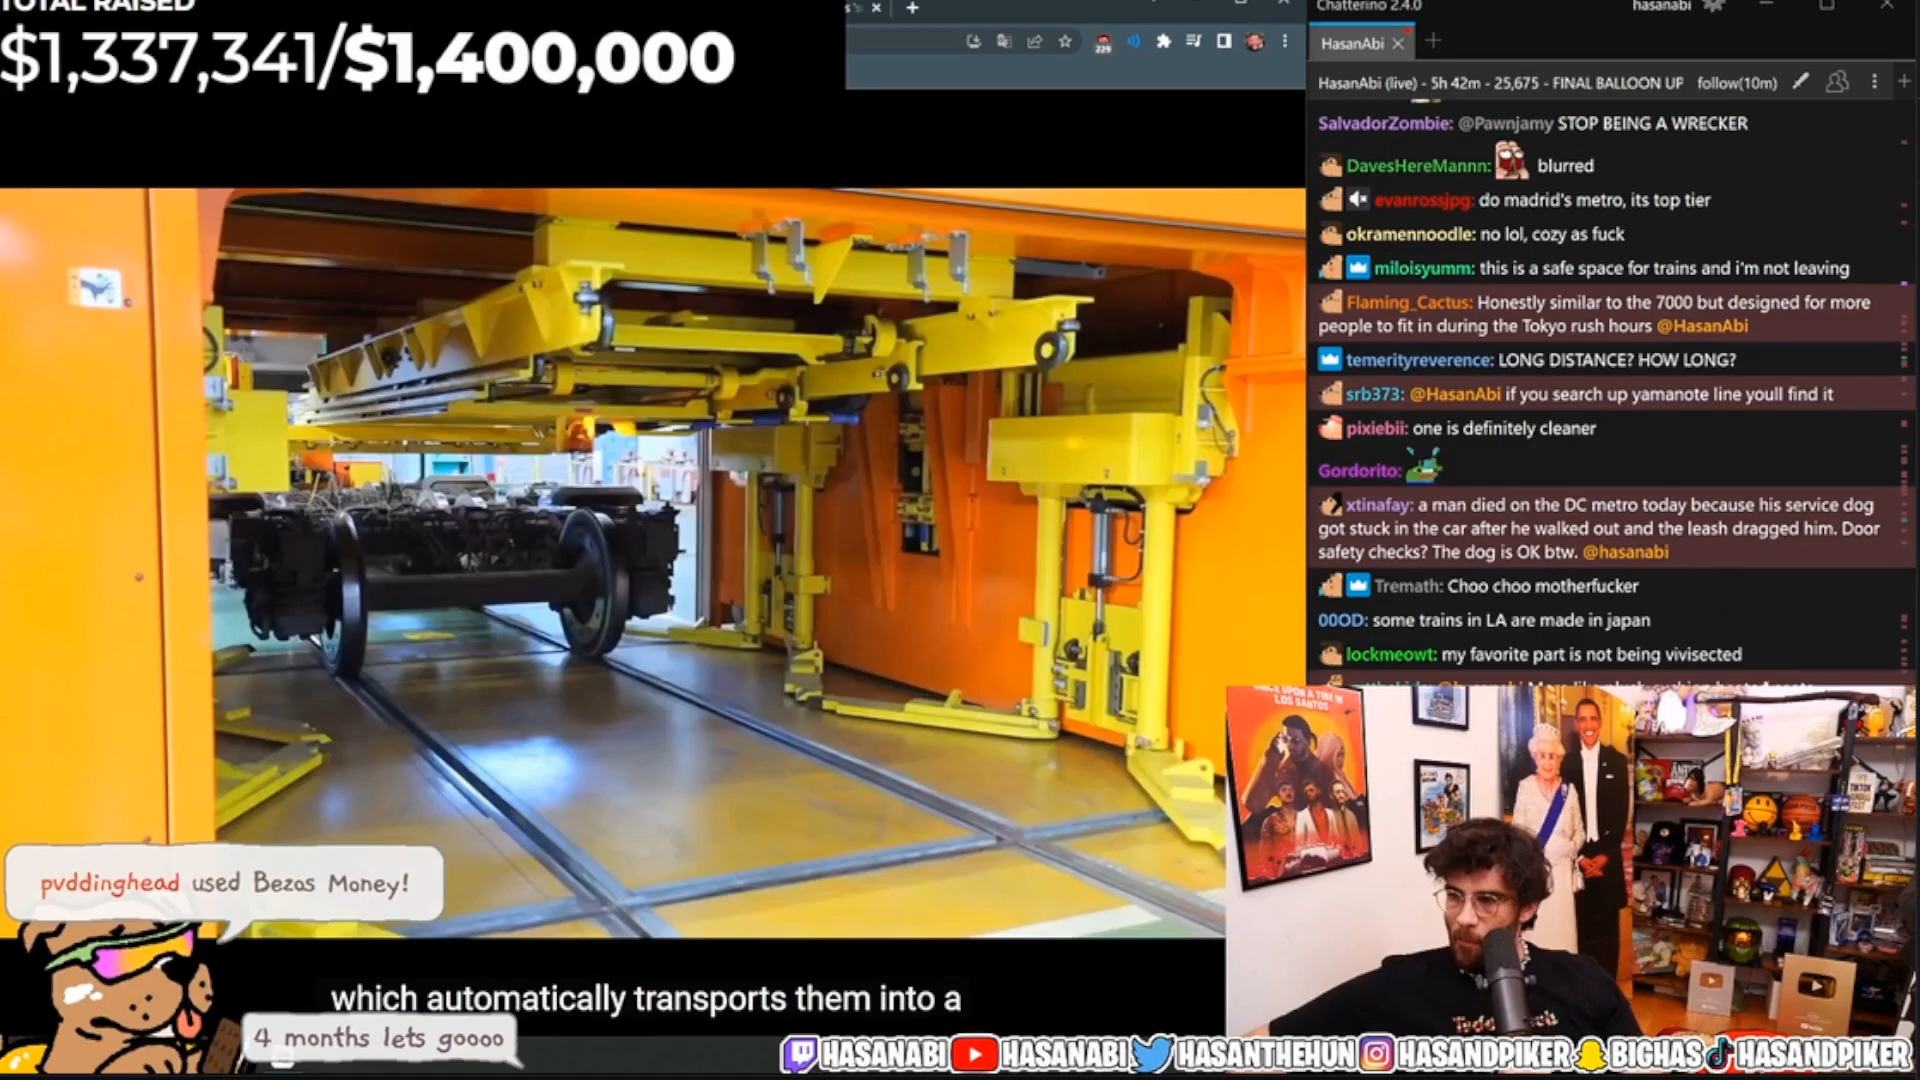 TOTAL RAISED
$1,337,341/$1,400,000
229
Chatterino 2.4.0
hasanabi
HasanAbi
HasanAbi (live) - 5h 42m - 25,675 - FINAL BALLOON UP follow(10m)
SalvadorZombie: @Pawnjamy STOP BEING A WRECKER
DavesHereMannn: blurred
evanrossjpg: do madrid's metro, its top tier
okramennoodle: no lol, cozy as fuck
miloisyumm: this is a safe space for trains and i'm not leaving
Flaming_Cactus: Honestly similar to the 7000 but designed for more
people to fit in during the Tokyo rush hours @HasanAbi
temerityreverence: LONG DISTANCE? HOW LONG?
srb373: @HasanAbi if you search up yamanote line youll find it
pixiebii: one is definitely cleaner
Gordorito:
xtinafay: a man died on the DC metro today because his service dog
got stuck in the car after he walked out and the leash dragged him. Door
safety checks? The dog is OK btw. @hasanabi
Tremath: Choo choo motherfucker
00OD: some trains in LA are made in japan
lockmeowt: my favorite part is not being vivisected
ONCE UPON A TIME IN
LOS SANTOS
pvddinghead used Bezos Money!
4 months lets goooo
which automatically transports them into a
HASANABI HASANABI HASANTHEHUN HASANDPIKER BIGHAS HASANDPIKER